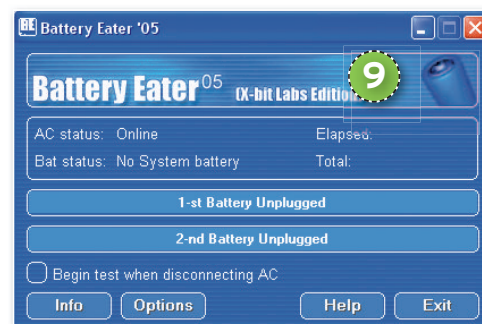 Battery Eater '05
Battery Eater 05 (X-bit Labs Edition)
9
AC status: Online Elapsed:
Bat status: No System battery Total:
1-st Battery Unplugged
2-nd Battery Unplugged
Begin test when disconnecting AC
Info Options Help Exit